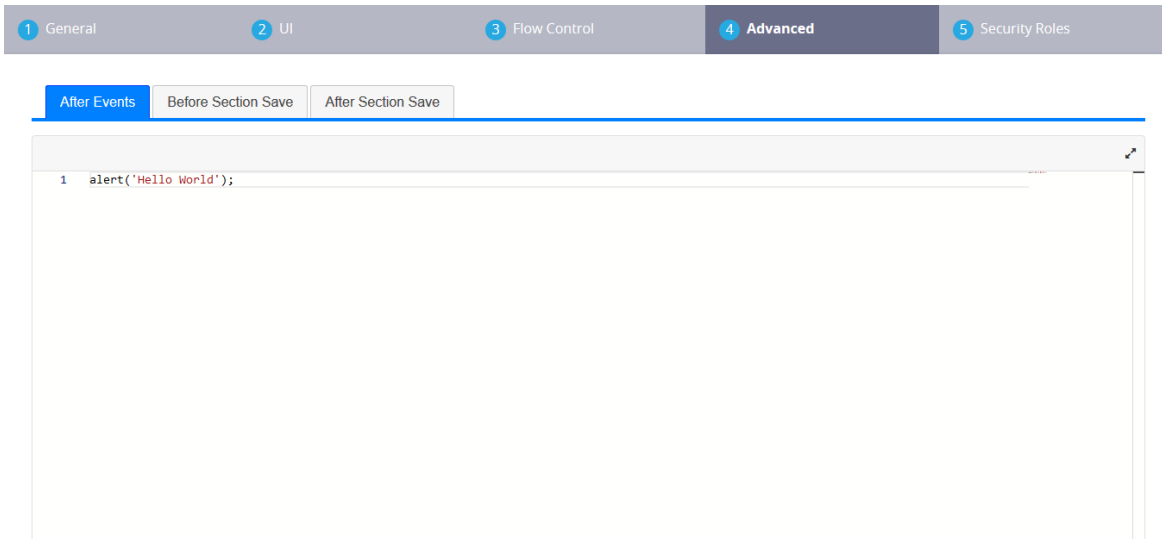 1 General 2 UI 3 Flow Control 4 Advanced 5 Security Roles
After Events Before Section Save After Section Save
1 alert('Hello World');